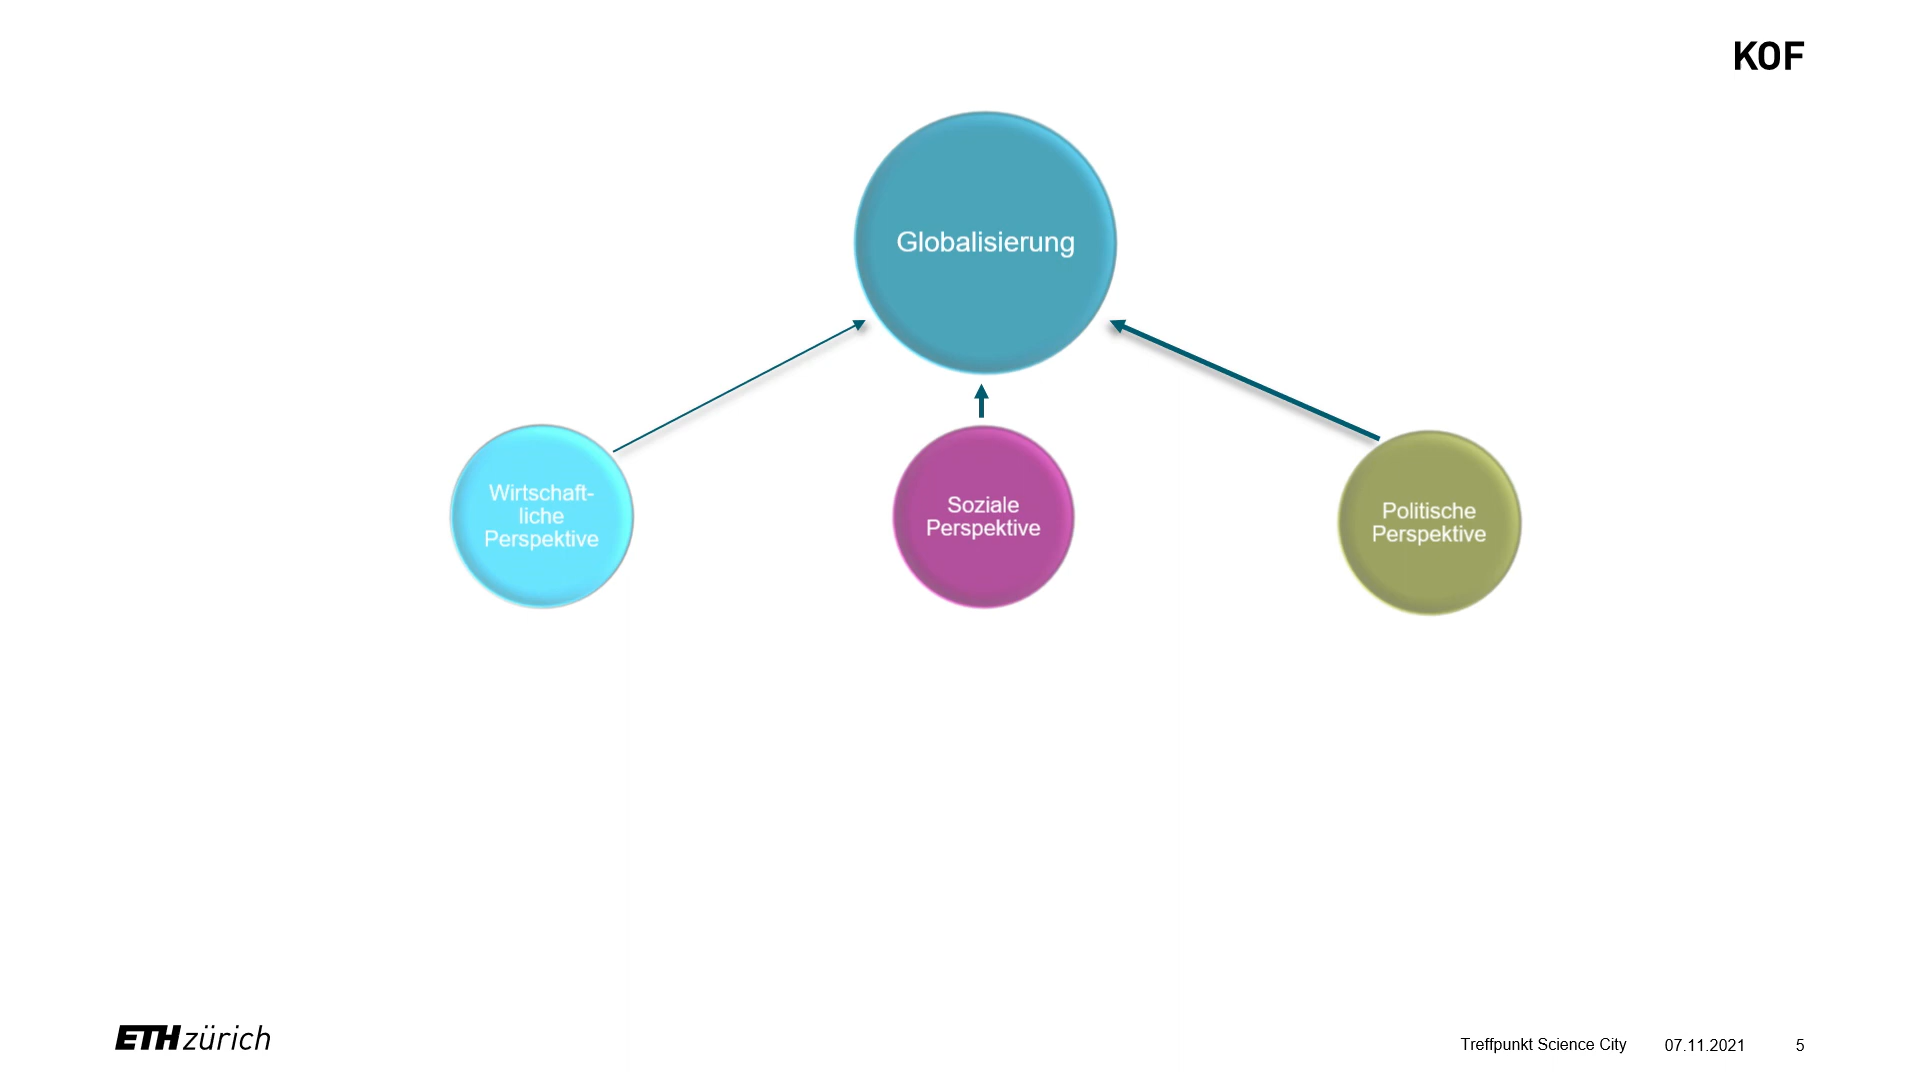 KOF
Globalisierung
Wirtschaft-
liche
Perspektive
Soziale
Perspektive
Politische
Perspektive
ETH zürich
Treffpunkt Science City 07.11.2021 5